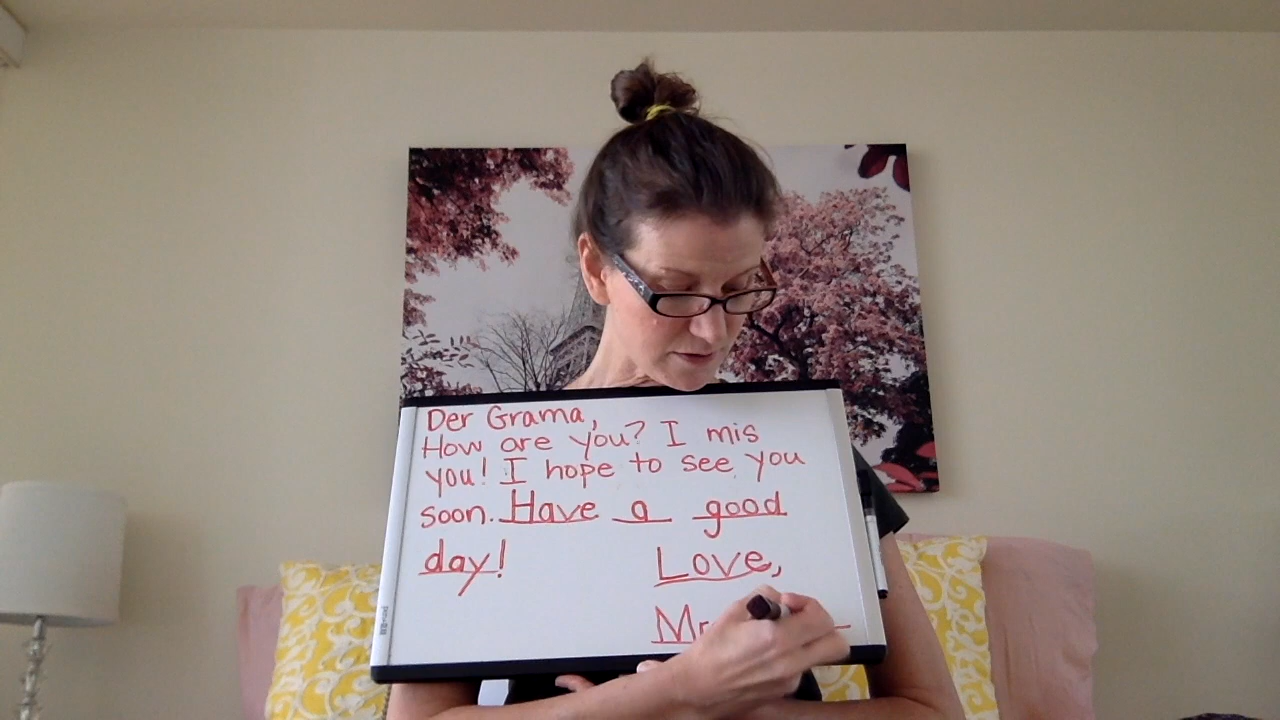 Der Grama,
How are you? I mis
you! I hope to see you
soon. Have a good
day! Love,